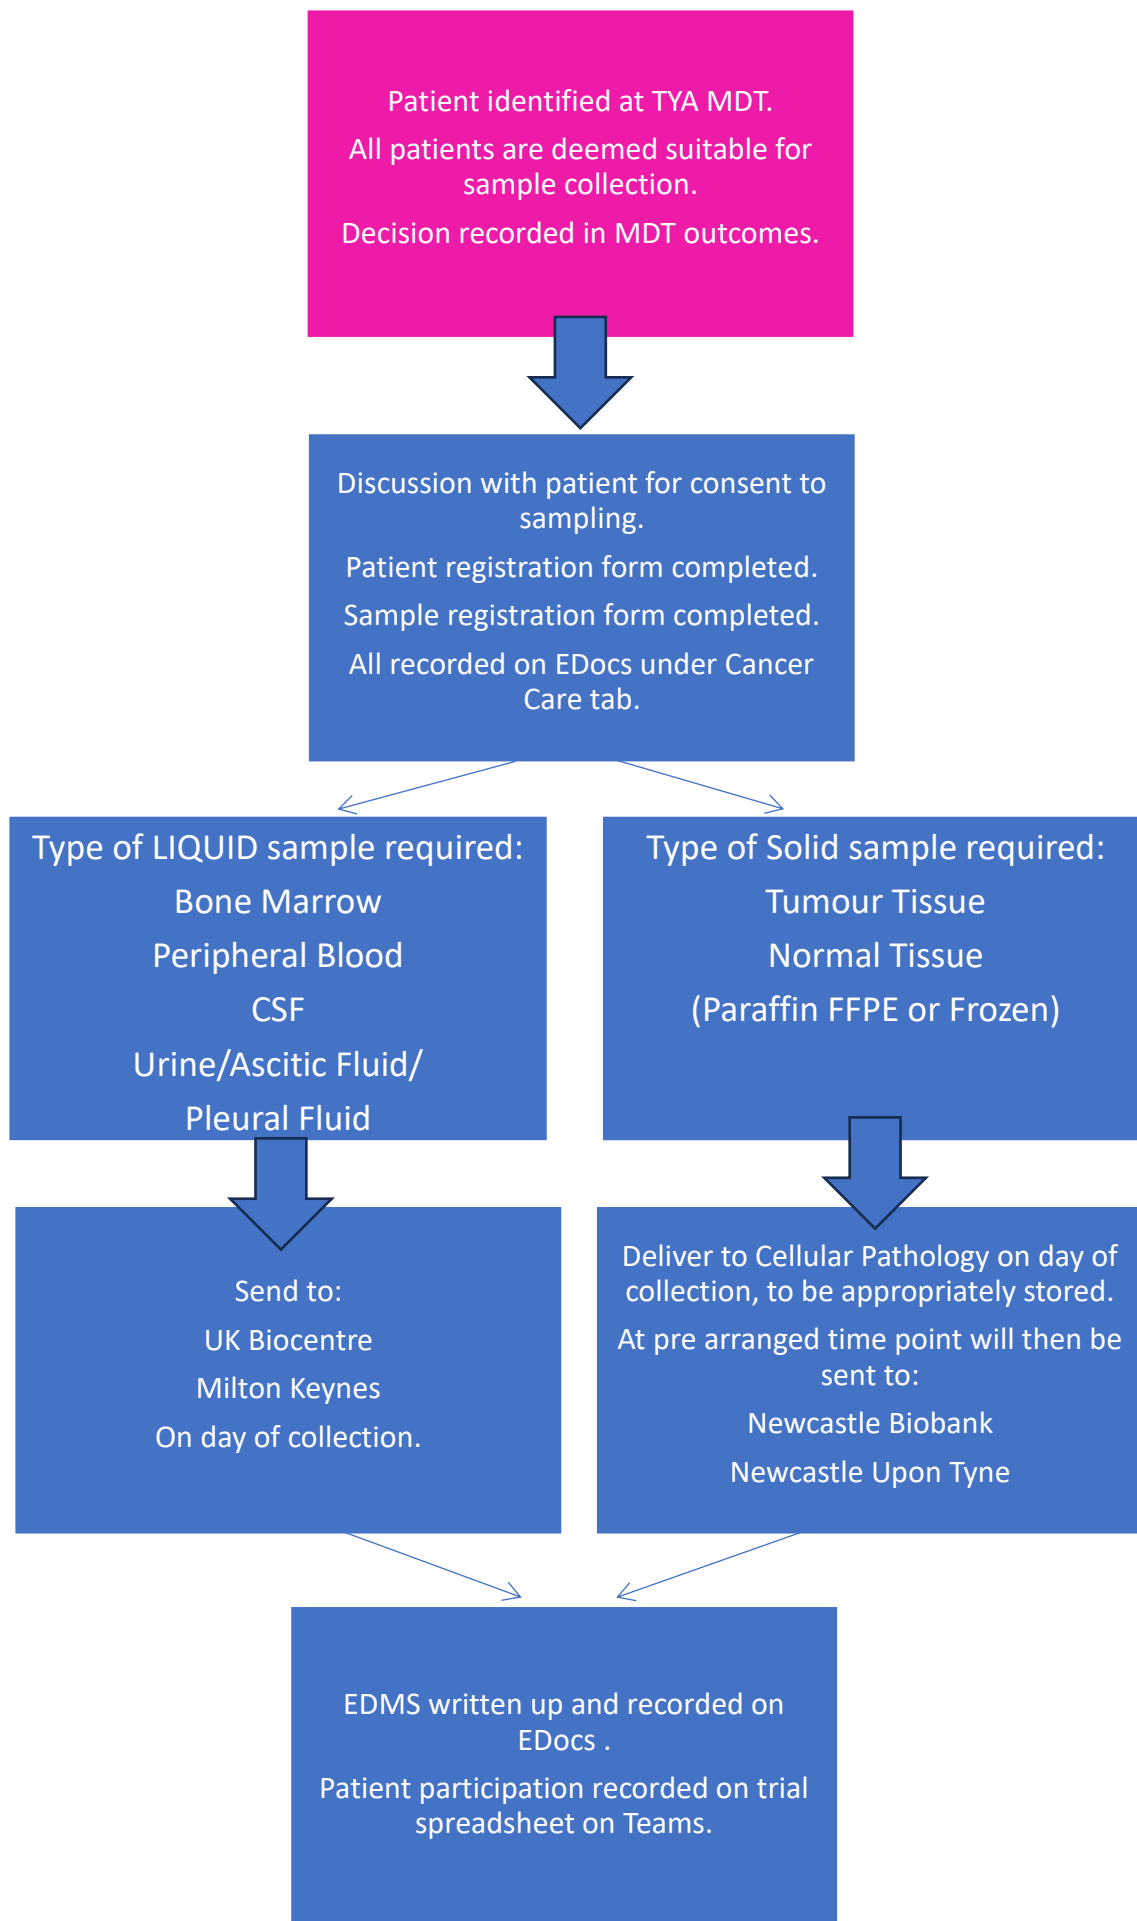 Patient identified at TYA MDT.
All patients are deemed suitable for
sample collection.
Decision recorded in MDT outcomes.
Discussion with patient for consent to
sampling.
Patient registration form completed.
Sample registration form completed.
All recorded on EDocs under Cancer
Care tab.
Type of LIQUID sample required:
Bone Marrow
Peripheral Blood
CSF
Urine/Ascitic Fluid/
Pleural Fluid
Type of Solid sample required:
Tumour Tissue
Normal Tissue
(Paraffin FFPE or Frozen)
Send to:
UK Biocentre
Milton Keynes
On day of collection.
Deliver to Cellular Pathology on day of
collection, to be appropriately stored.
At pre arranged time point will then be
sent to:
Newcastle Biobank
Newcastle Upon Tyne
EDMS written up and recorded on
EDocs .
Patient participation recorded on trial
spreadsheet on Teams.